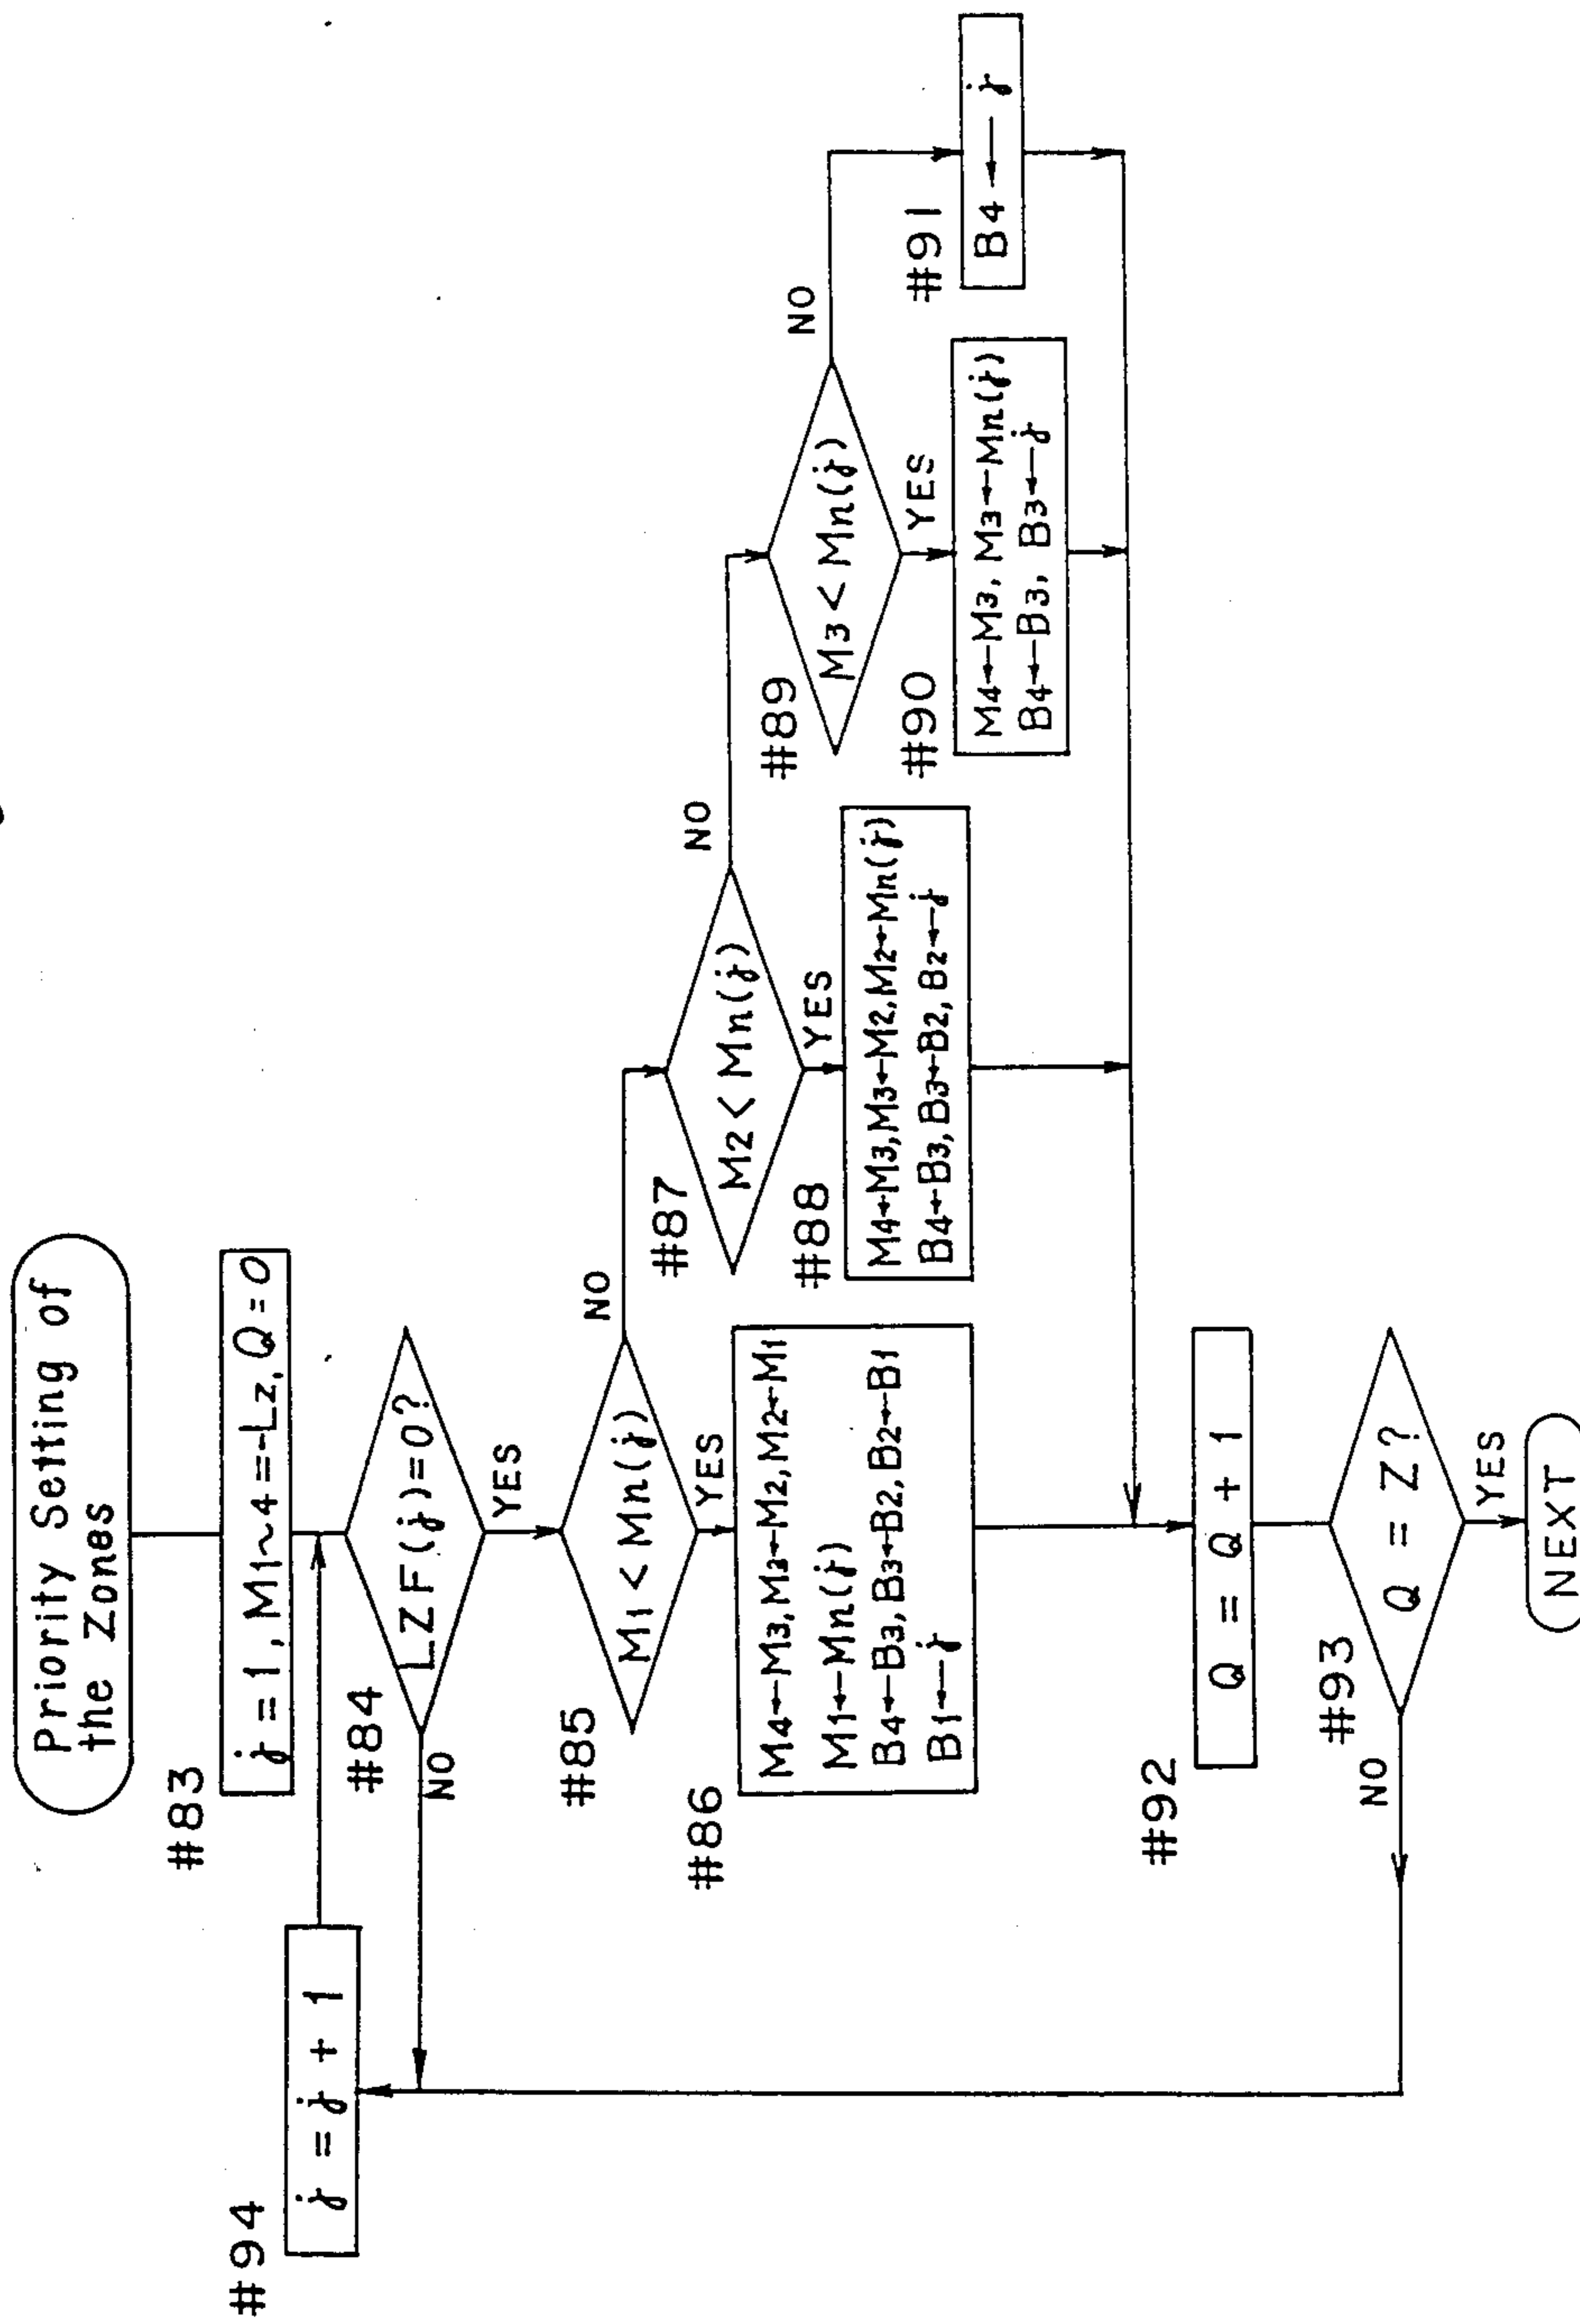 Priority Setting of
the Zones
#83
j = 1, M1~4 = -Lz, Q = 0
#84
LZF(j)=0?
NO
YES
#94
j = j + 1
#85
M1 < Mn(j)
NO
YES
#86
M4←M3, M3←M2, M2←M1
M1←Mn(j)
B4←B3, B3←B2, B2←B1
B1←j
#87
M2 < Mn(j)
NO
YES
#88
M4←M3, M3←M2, M2←Mn(j)
B4←B3, B3←B2, B2←j
#89
M3 < Mn(j)
NO
YES
#90
M4←M3, M3←Mn(j)
B4←B3, B3←j
#91
B4 ← j
#92
Q = Q + 1
#93
Q = Z?
NO
YES
NEXT